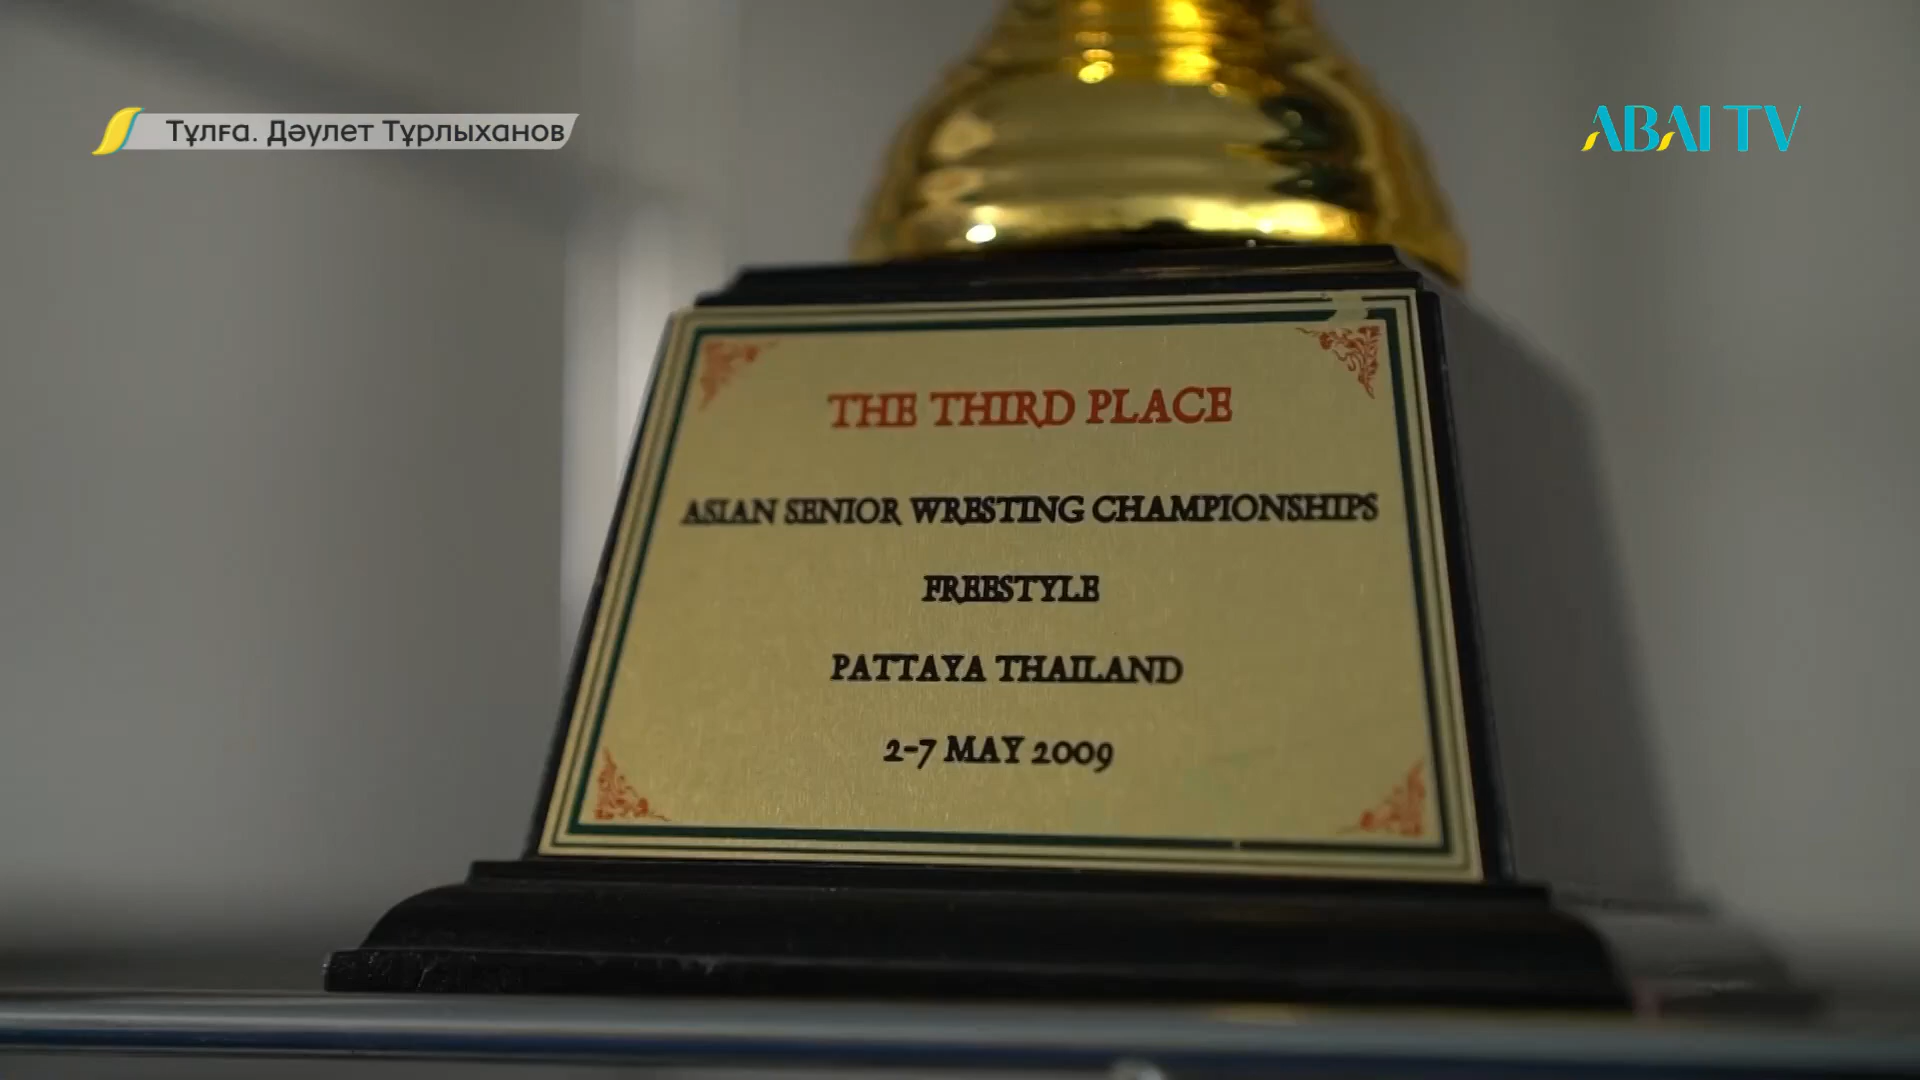 Тұлға. Дәулет Тұрлыханов
ABAI TV
THE THIRD PLACE
ASIAN SENIOR WRESTING CHAMPIONSHIPS
FREESTYLE
PATTAYA THAILAND
2-7 MAY 2009